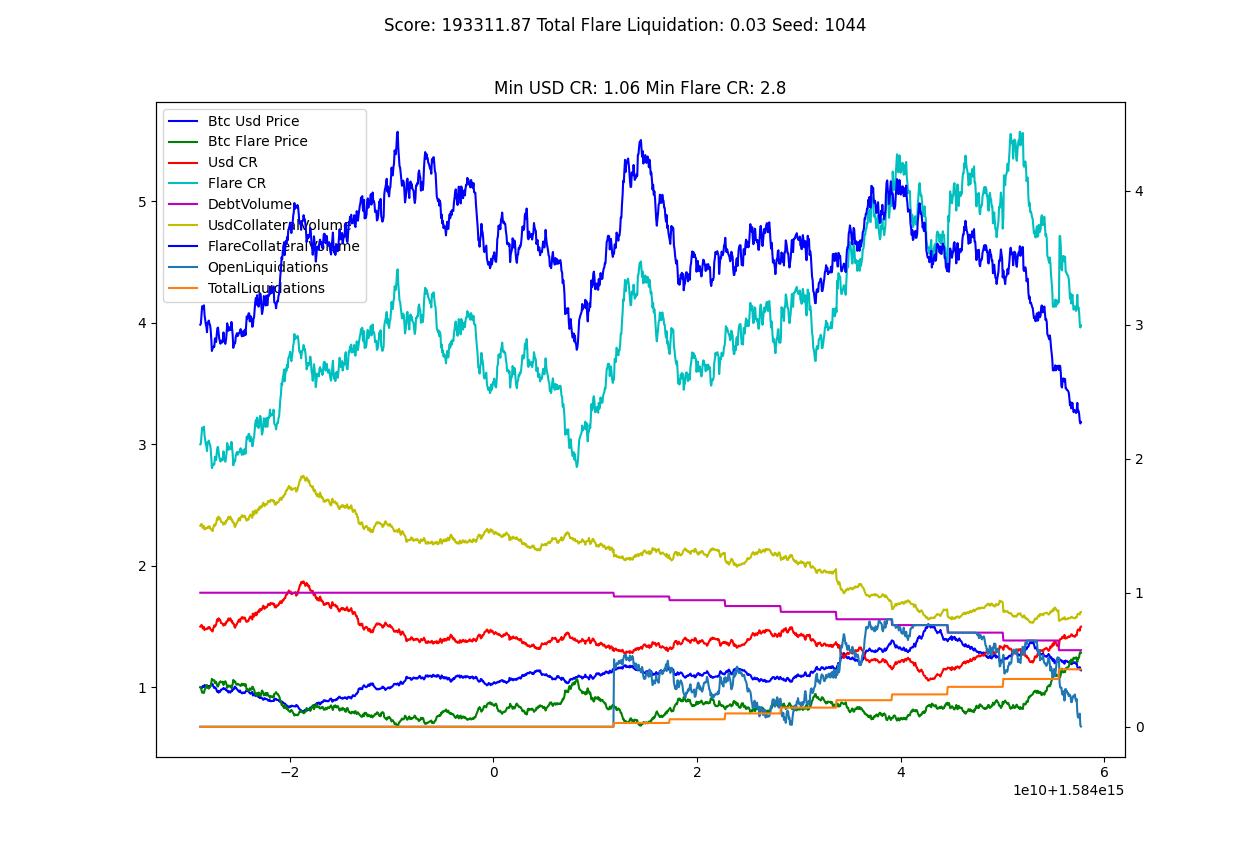 Score: 193311.87 Total Flare Liquidation: 0.03 Seed: 1044
Min USD CR: 1.06 Min Flare CR: 2.8
Btc Usd Price
Btc Flare Price
Usd CR
Flare CR
DebtVolume
UsdCollateralVolume
FlareCollateralVolume
OpenLiquidations
TotalLiquidations
5
4
3
2
1
4
3
2
1
0
−2
0
2
4
6
1e10+1.584e15